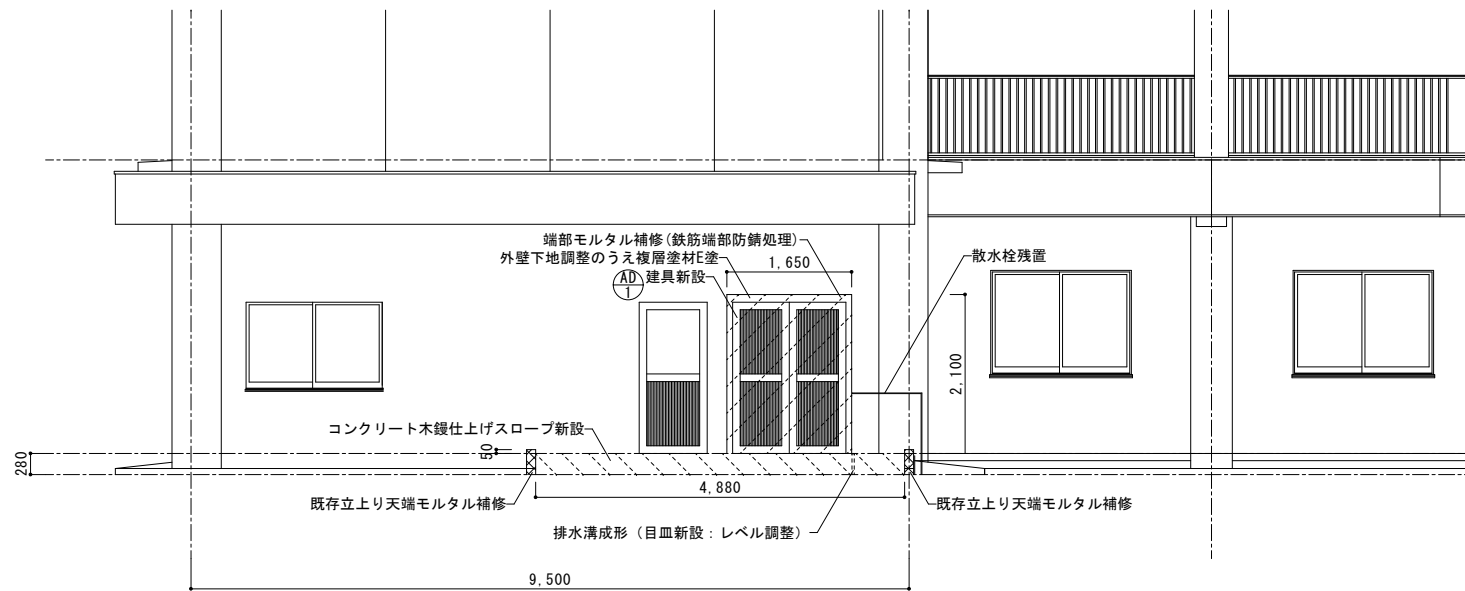 端部モルタル補修(鉄筋端部防錆処理)
外壁下地調整のうえ複層塗材E塗
AD
1
建具新設
1,650
散水栓残置
2,100
コンクリート木鏝仕上げスロープ新設
50
280
4,880
既存立上り天端モルタル補修
既存立上り天端モルタル補修
排水溝成形（目皿新設：レベル調整）
9,500